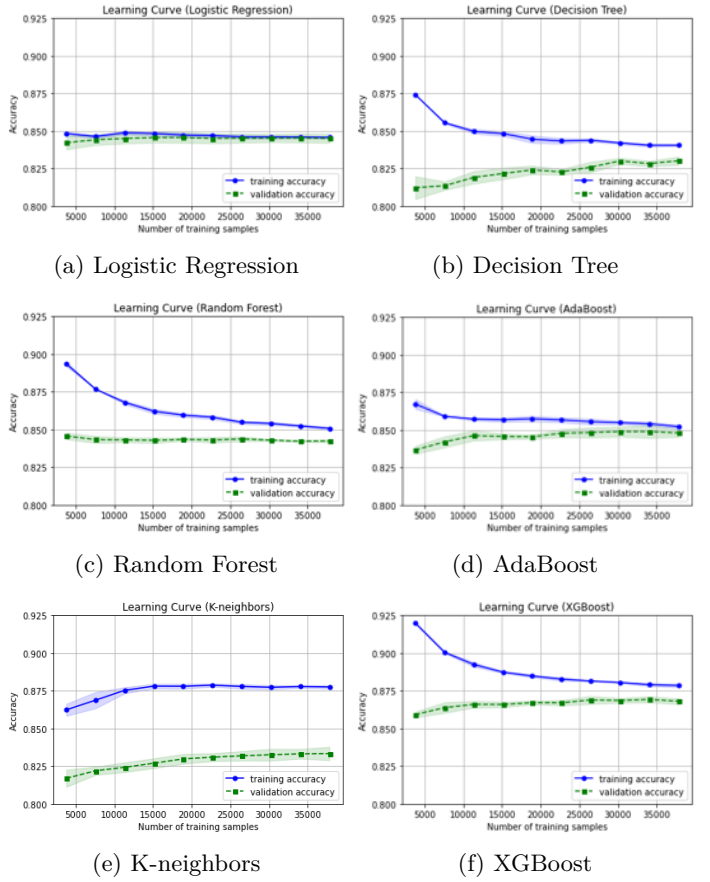 Learning Curve (Logistic Regression)
0.925
0.900
0.875
0.850
0.825
0.800
Accuracy
5000 10000 15000 20000 25000 30000 35000
Number of training samples
training accuracy
validation accuracy
(a) Logistic Regression
Learning Curve (Decision Tree)
0.925
0.900
0.875
0.850
0.825
0.800
Accuracy
5000 10000 15000 20000 25000 30000 35000
Number of training samples
training accuracy
validation accuracy
(b) Decision Tree
Learning Curve (Random Forest)
0.925
0.900
0.875
0.850
0.825
0.800
Accuracy
5000 10000 15000 20000 25000 30000 35000
Number of training samples
training accuracy
validation accuracy
(c) Random Forest
Learning Curve (AdaBoost)
0.925
0.900
0.875
0.850
0.825
0.800
Accuracy
5000 10000 15000 20000 25000 30000 35000
Number of training samples
training accuracy
validation accuracy
(d) AdaBoost
Learning Curve (K-neighbors)
0.925
0.900
0.875
0.850
0.825
0.800
Accuracy
5000 10000 15000 20000 25000 30000 35000
Number of training samples
training accuracy
validation accuracy
(e) K-neighbors
Learning Curve (XGBoost)
0.925
0.900
0.875
0.850
0.825
0.800
Accuracy
5000 10000 15000 20000 25000 30000 35000
Number of training samples
training accuracy
validation accuracy
(f) XGBoost